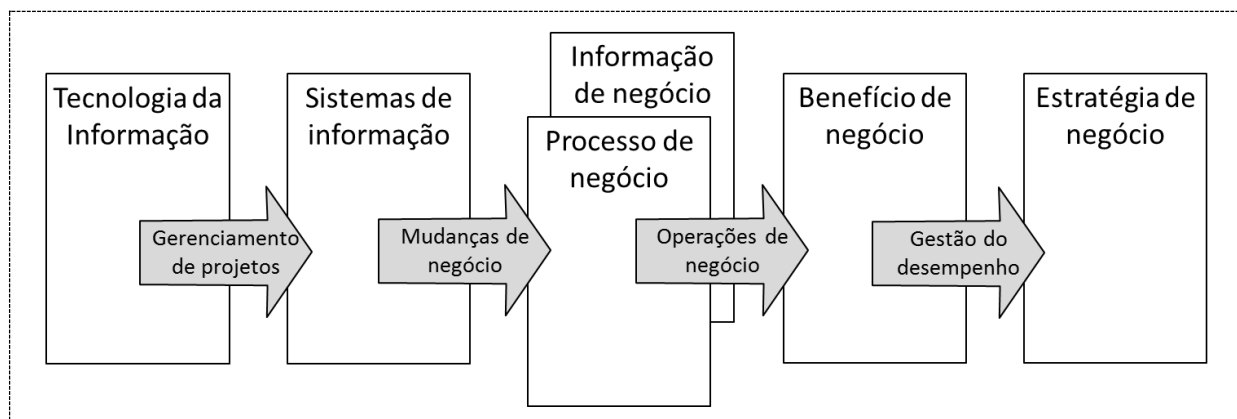 Tecnologia da
Informação
Gerenciamento
de projetos
Sistemas de
informação
Mudanças de
negócio
Informação
de negócio
Processo de
negócio
Operações de
negócio
Benefício de
negócio
Gestão do
desempenho
Estratégia de
negócio